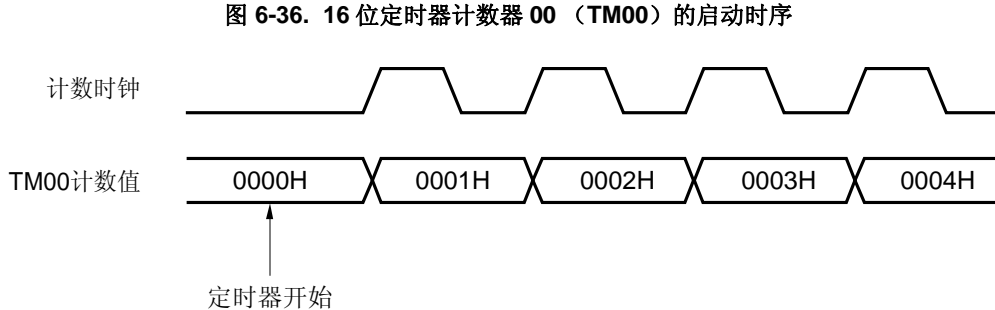 图 6-36. 16 位定时器计数器 00 （TM00）的启动时序
计数时钟
TM00计数值
0000H
0001H
0002H
0003H
0004H
定时器开始